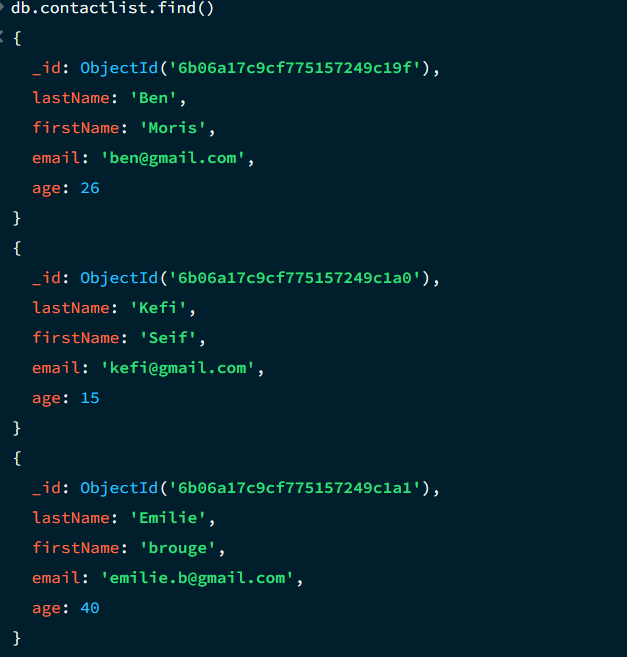 db.contactlist.find()
{
_id: ObjectId('6b06a17c9cf775157249c19f'),
lastName: 'Ben',
firstName: 'Moris',
email: 'ben@gmail.com',
age: 26
}
{
_id: ObjectId('6b06a17c9cf775157249c1a0'),
lastName: 'Kefi',
firstName: 'Seif',
email: 'kefi@gmail.com',
age: 15
}
{
_id: ObjectId('6b06a17c9cf775157249c1a1'),
lastName: 'Emilie',
firstName: 'brouge',
email: 'emilie.b@gmail.com',
age: 40
}